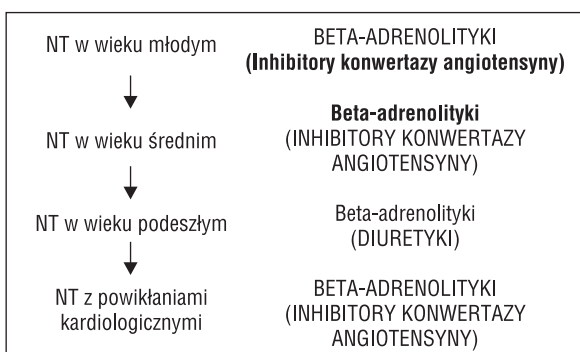 NT w wieku młodym
BETA-ADRENOLITYKI
(Inhibitory konwertazy angiotensyny)
NT w wieku średnim
Beta-adrenolityki
(INHIBITORY KONWERTAZY
ANGIOTENSYNY)
NT w wieku podeszłym
Beta-adrenolityki
(DIURETYKI)
NT z powikłaniami
kardiologicznymi
BETA-ADRENOLITYKI
(INHIBITORY KONWERTAZY
ANGIOTENSYNY)